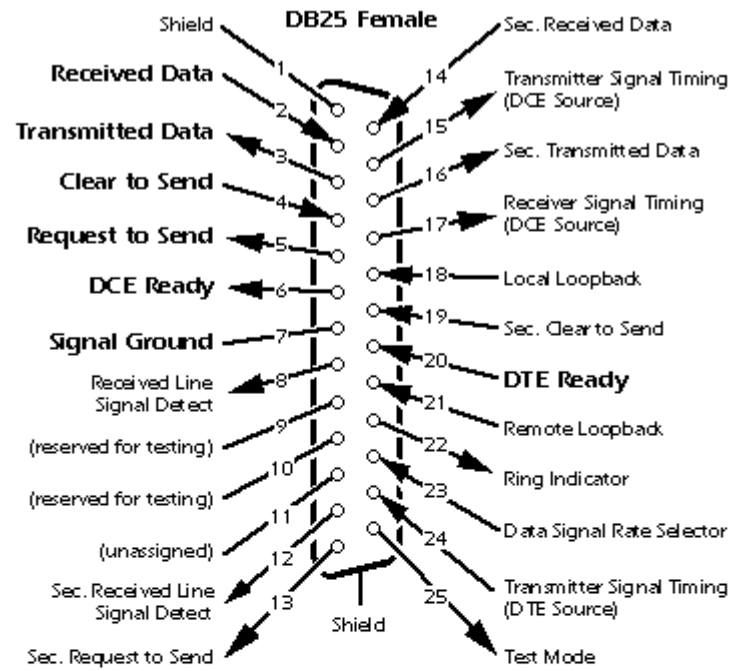 DB25 Female
Shield
1
Received Data
2
Transmitted Data
3
Clear to Send
4
Request to Send
5
DCE Ready
6
Signal Ground
7
Received Line
Signal Detect
8
(reserved for testing)
9
(reserved for testing)
10
(unassigned)
11
Sec. Received Line
Signal Detect
12
Sec. Request to Send
13
Shield
Sec. Received Data
14
Transmitter Signal Timing
(DCE Source)
15
Sec. Transmitted Data
16
Receiver Signal Timing
(DCE Source)
17
Local Loopback
18
Sec. Clear to Send
19
DTE Ready
20
Remote Loopback
21
Ring Indicator
22
Data Signal Rate Selector
23
Transmitter Signal Timing
(DTE Source)
24
Test Mode
25